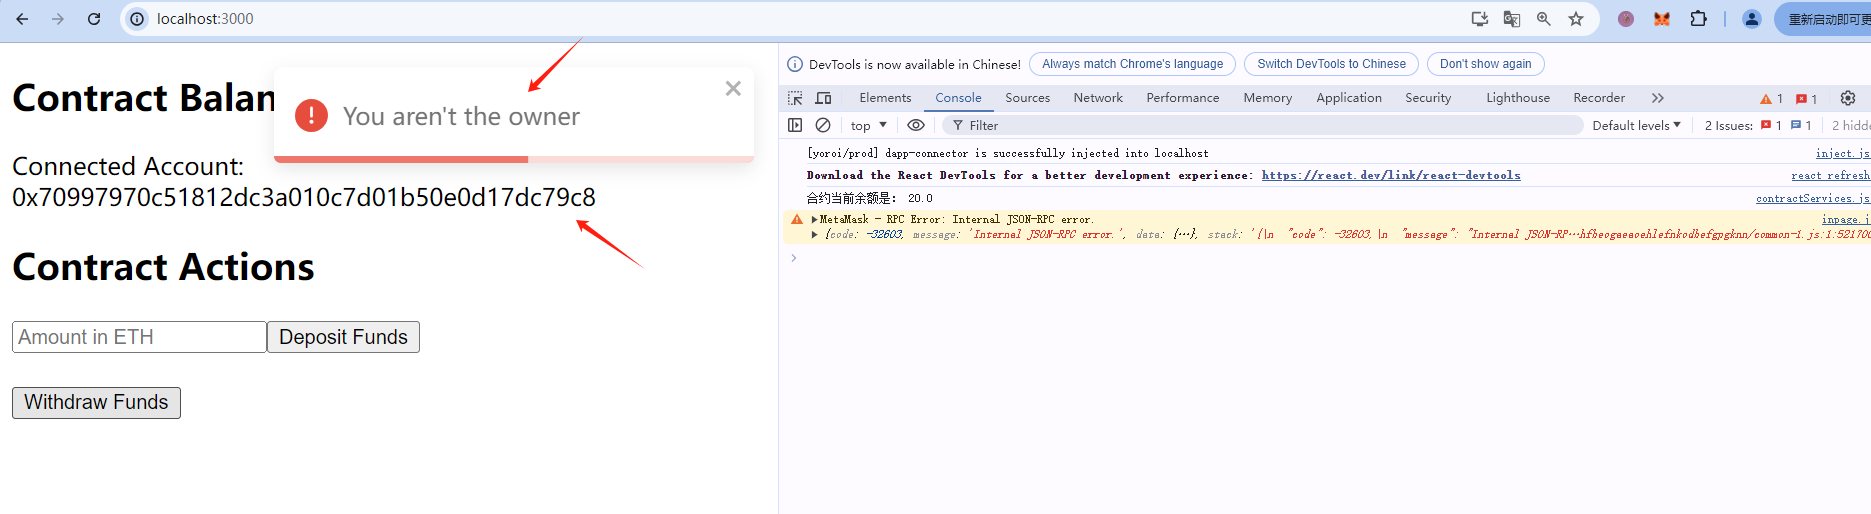 localhost:3000
重新启动即可更
Contract Balan
You aren't the owner
Connected Account:
0x70997970c51812dc3a010c7d01b50e0d17dc79c8
Contract Actions
Amount in ETH
Deposit Funds
Withdraw Funds
DevTools is now available in Chinese!
Always match Chrome's language
Switch DevTools to Chinese
Don't show again
Elements
Console
Sources
Network
Performance
Memory
Application
Security
Lighthouse
Recorder
1
1
top
Filter
Default levels
2 Issues:
1
1
2 hidde
[yoroi/prod] dapp-connector is successfully injected into localhost
inject.js
Download the React DevTools for a better development experience: https://react.dev/link/react-devtools
react refresh
合约当前余额是: 20.0
contractServices.js
MetaMask - RPC Error: Internal JSON-RPC error.
inpage.j
{code: -32603, message: 'Internal JSON-RPC error.', data: {…}, stack: '{\n "code": -32603,\n "message": "Internal JSON-RP…hfheogaeaoehlefnkodbefgpgknn/common-1.js:1:521700